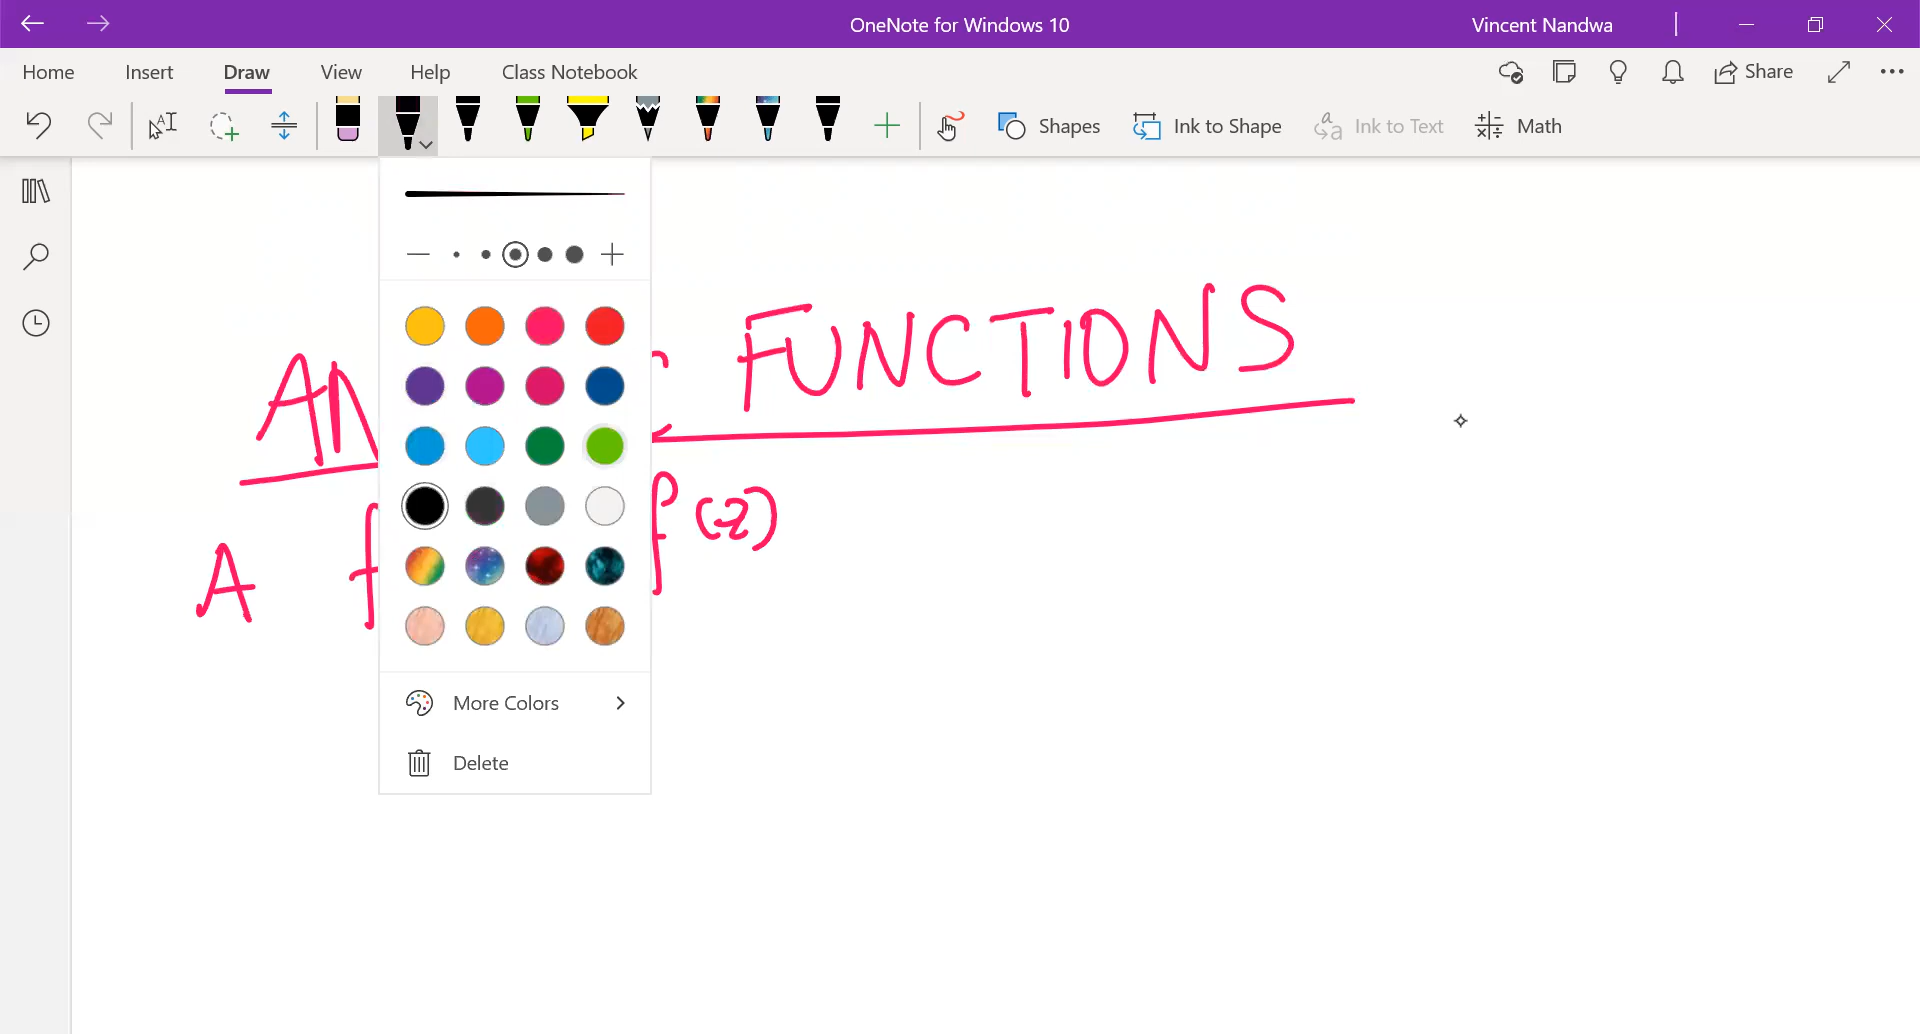 OneNote for Windows 10
Vincent Nandwa
Home Insert Draw View Help Class Notebook
Share
Shapes Ink to Shape Ink to Text Math
FUNCTIONS
A f(z)
More Colors
Delete